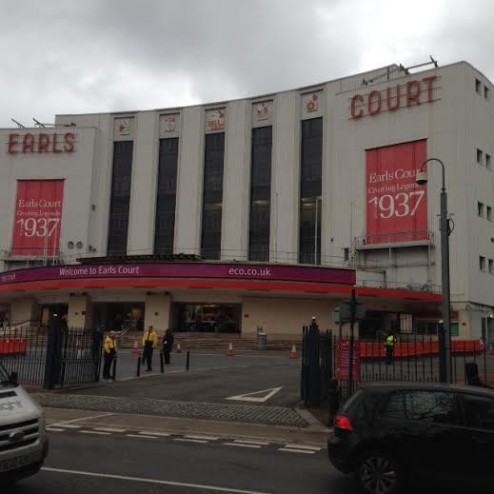 EARLS
COURT
Earls Court
Creating Legends
1937
Earls Court
Creating Legends
1937
Welcome to Earls Court
eco.co.uk